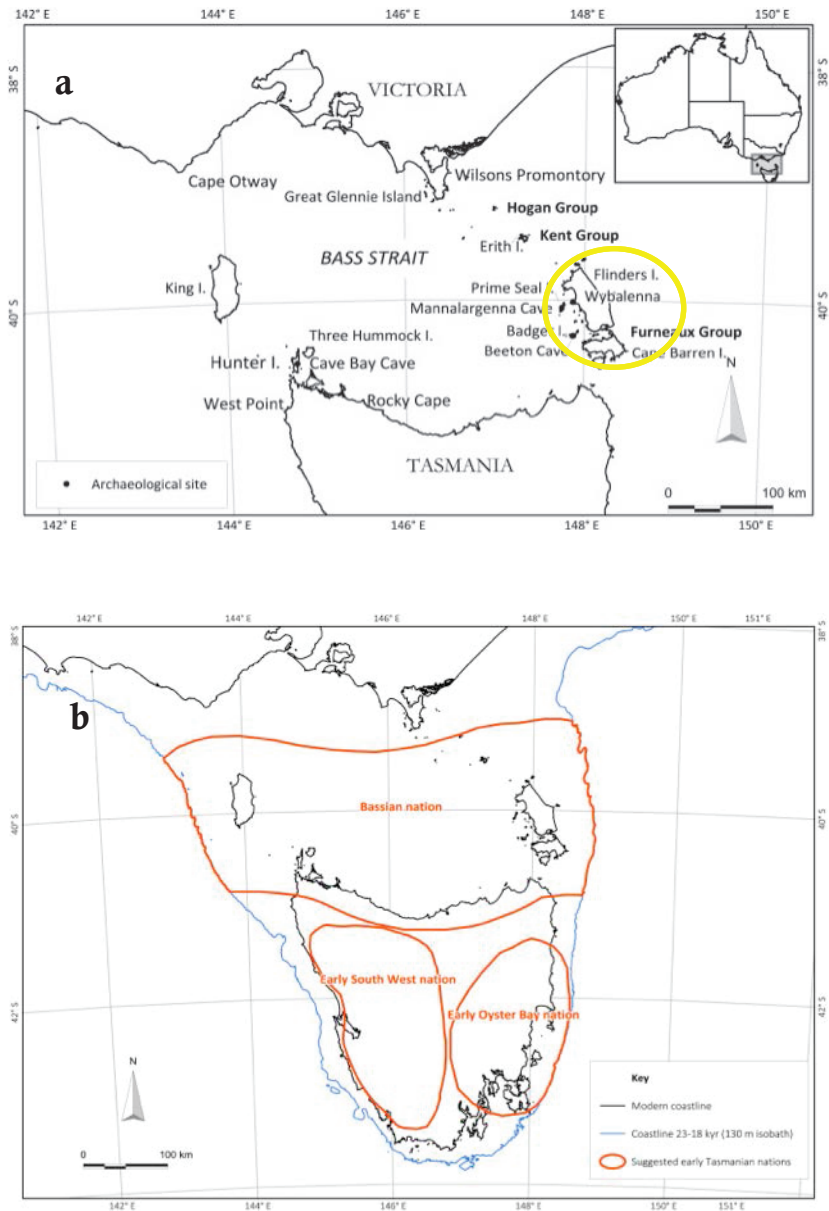 142° E
144° E
146° E
148° E
150° E
38° S
38° S
a
VICTORIA
Cape Otway
Wilsons Promontory
Great Glennie Island
Hogan Group
Kent Group
Erith I.
BASS STRAIT
Flinders I.
King I.
Prime Seal I.
Wybalenna
40° S
40° S
Mannalargenna Cave
Three Hummock I.
Badger I.
Furneaux Group
Hunter I.
Cave Bay Cave
Beeton Cave
Cape Barren I.
N
West Point
Rocky Cape
TASMANIA
Archaeological site
0 100 km
142° E
144° E
146° E
148° E
150° E
142° E
144° E
146° E
148° E
150° E
151° E
38° S
38° S
b
Bassian nation
40° S
40° S
Early South West nation
Early Oyster Bay nation
42° S
42° S
N
0 100 km
Key
Modern coastline
Coastline 23-18 kyr (130 m isobath)
Suggested early Tasmanian nations
142° E
144° E
146° E
148° E
150° E
151° E